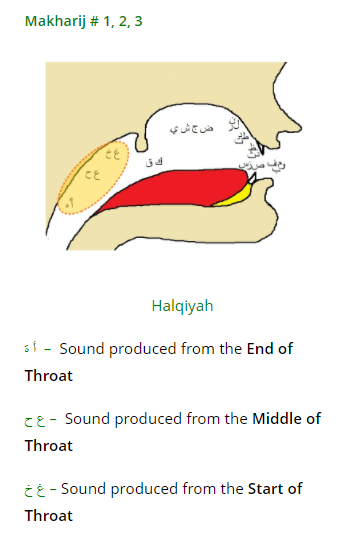 Makharij # 1, 2, 3
ض ج ش ي
غ خ
ق ك
ع ح
أه
Halqiyah
أ ه – Sound produced from the End of
Throat
ع ح – Sound produced from the Middle of
Throat
غ خ – Sound produced from the Start of
Throat